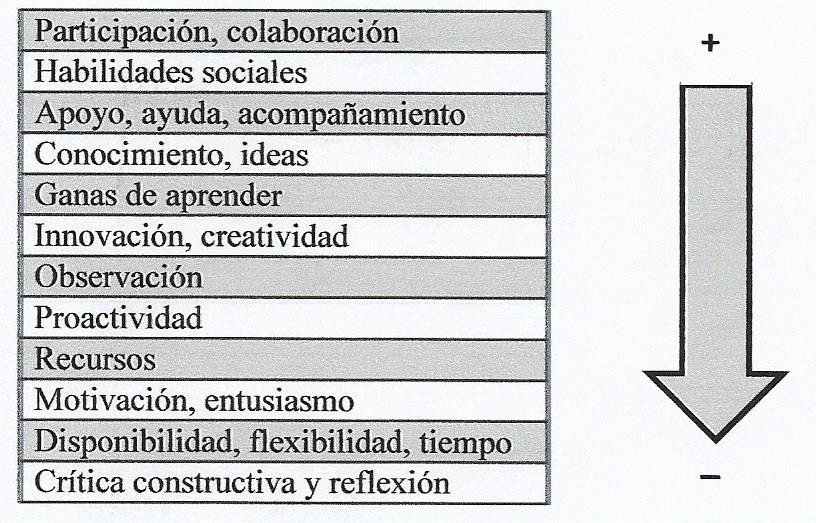 Participación, colaboración
+
Habilidades sociales
Apoyo, ayuda, acompañamiento
Conocimiento, ideas
Ganas de aprender
Innovación, creatividad
Observación
Proactividad
Recursos
Motivación, entusiasmo
Disponibilidad, flexibilidad, tiempo
Crítica constructiva y reflexión
–